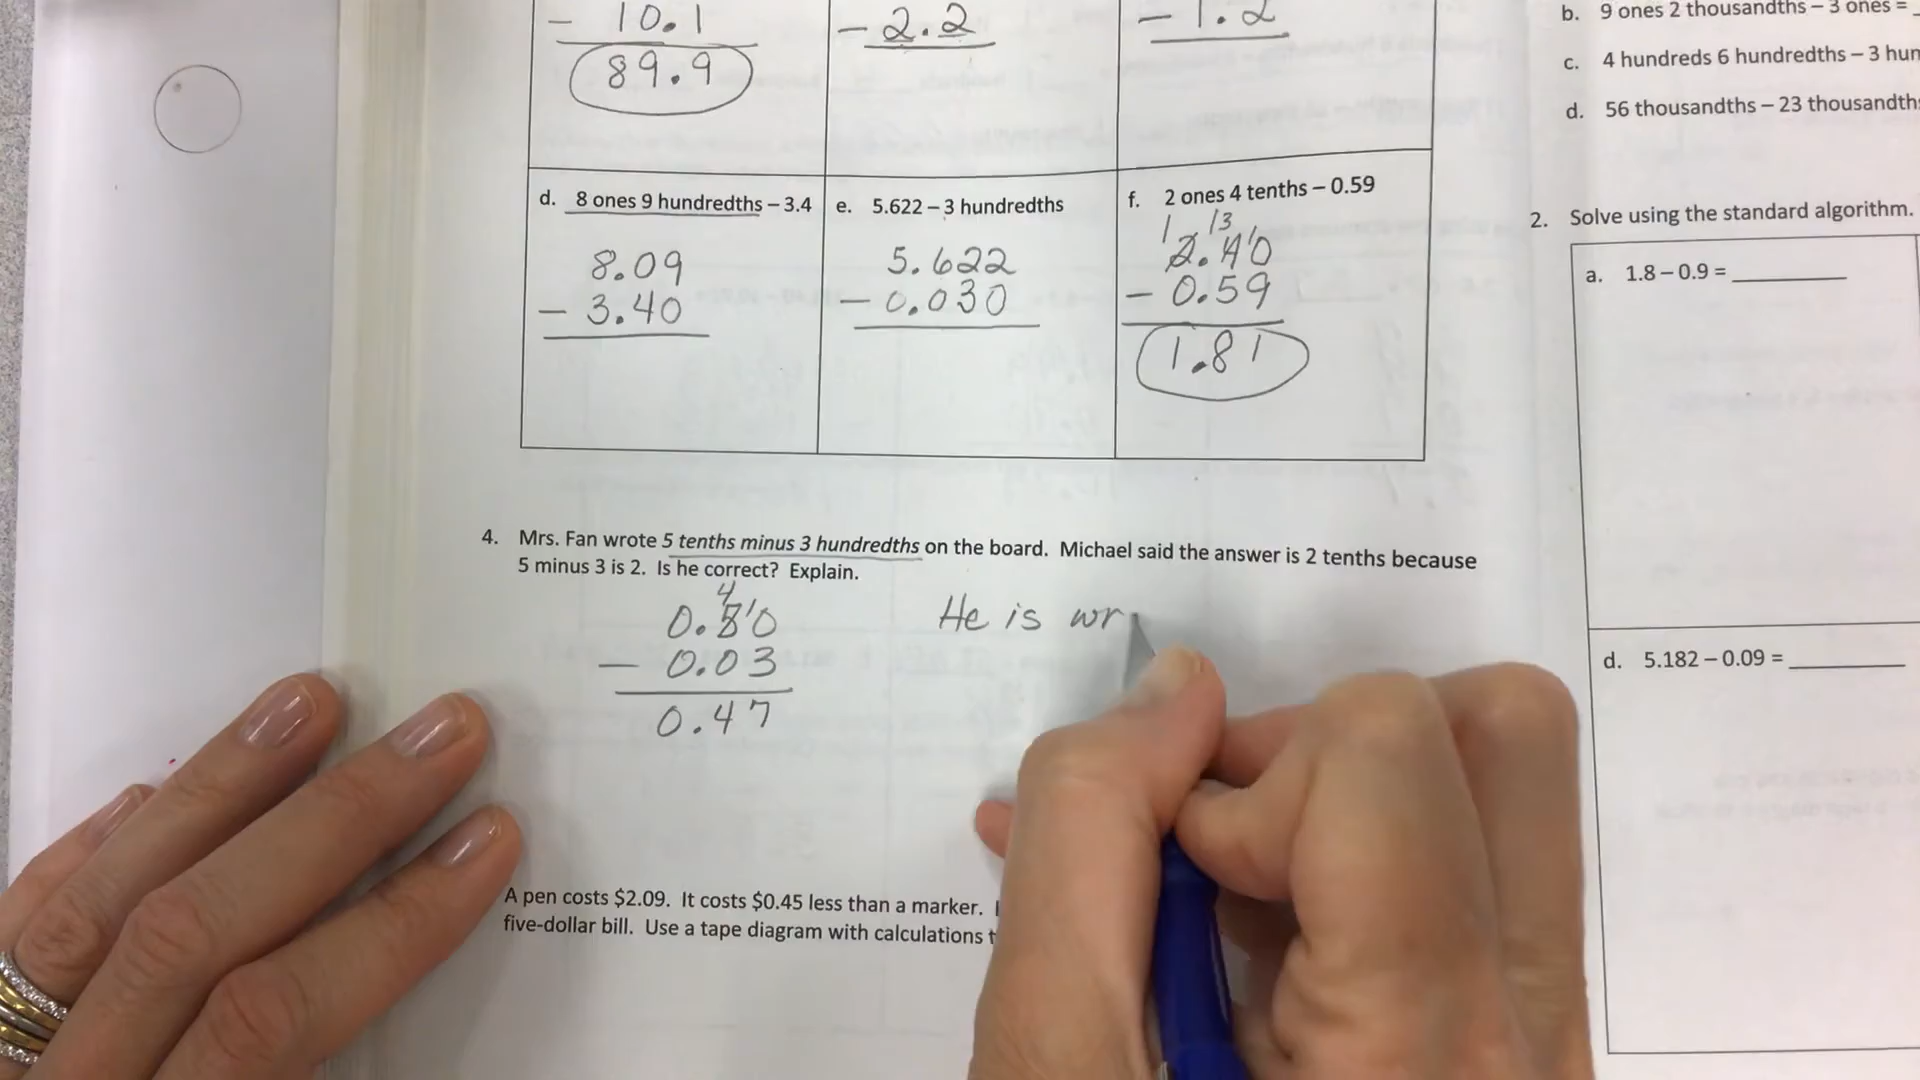 - 10.1
89.9
- 2.2
- 1.2
d. 8 ones 9 hundredths – 3.4
8.09
- 3.40
e. 5.622 – 3 hundredths
5.622
- 0.030
f. 2 ones 4 tenths – 0.59
1 13
2.4 10
- 0.59
1.81
4. Mrs. Fan wrote 5 tenths minus 3 hundredths on the board. Michael said the answer is 2 tenths because
5 minus 3 is 2. Is he correct? Explain.
4
0.5 10
- 0.03
0.47
He is wr
A pen costs $2.09. It costs $0.45 less than a marker.
five-dollar bill. Use a tape diagram with calculations t
b. 9 ones 2 thousandths – 3 ones =
c. 4 hundreds 6 hundredths – 3 hun
d. 56 thousandths – 23 thousandth
2. Solve using the standard algorithm.
a. 1.8 – 0.9 =
d. 5.182 – 0.09 =